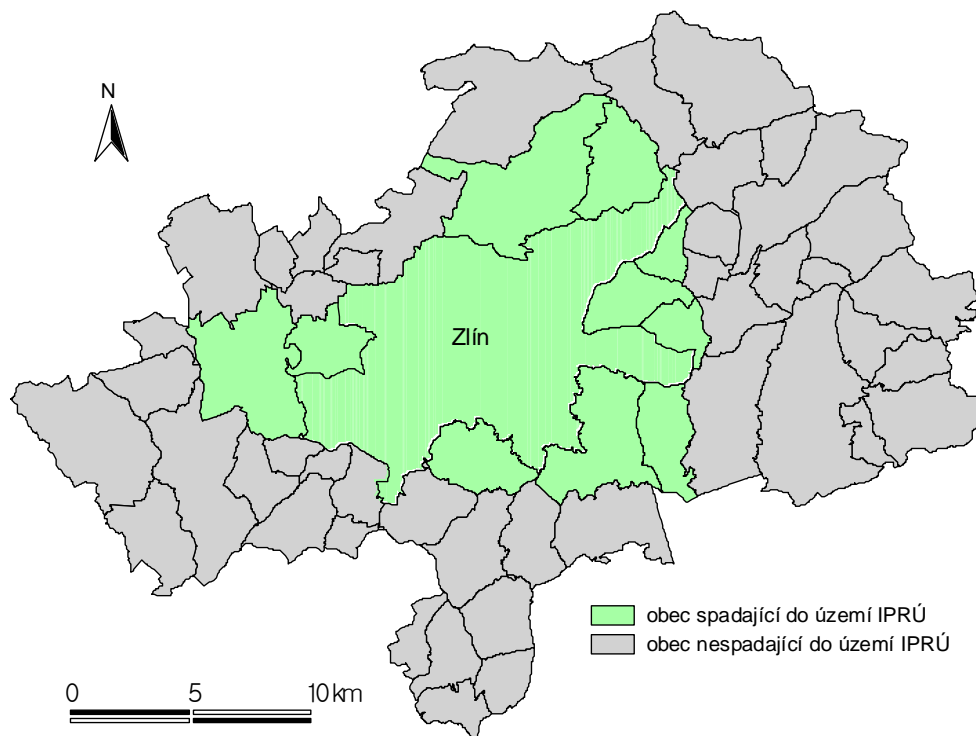 N
Zlín
obec spadající do území IPRÚ
obec nespadající do území IPRÚ
0 5 10 km